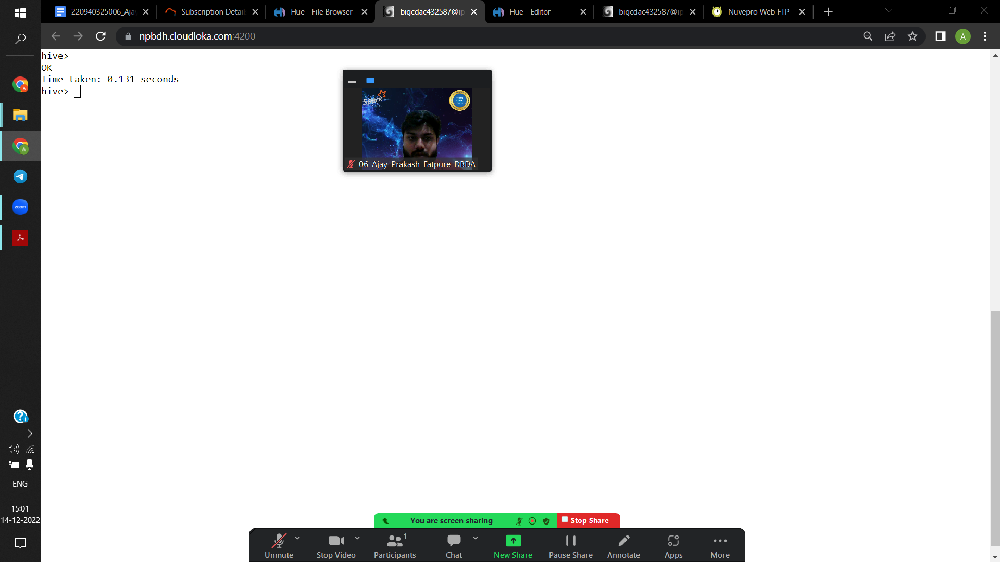 220940325006_Aja
Subscription Detail
Hue - File Browser
bigcdac432587@ip
Hue - Editor
bigcdac432587@ip
Nuvepro Web FTP
npbdh.cloudloka.com:4200
A
hive>
OK
Time taken: 0.131 seconds
hive>
Spark
06_Ajay_Prakash_Fatpure_DBDA
zoom
ENG
15:01
14-12-2022
You are screen sharing
Stop Share
Unmute
Stop Video
1
Participants
Chat
New Share
Pause Share
Annotate
Apps
More